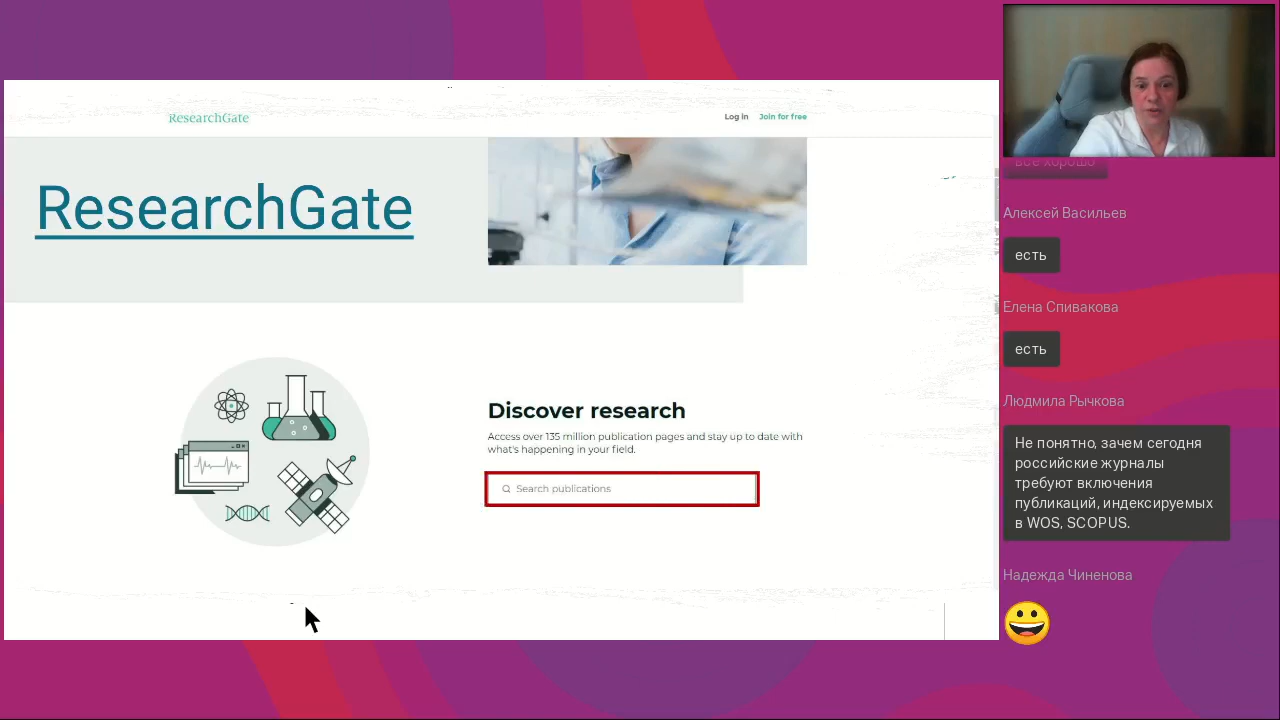 ResearchGate
Log in
Join for free
ResearchGate
Discover research
Access over 135 million publication pages and stay up to date with
what's happening in your field.
Search publications
все хорошо
Алексей Васильев
есть
Елена Спивакова
есть
Людмила Рычкова
Не понятно, зачем сегодня
российские журналы
требуют включения
публикаций, индексируемых
в WOS, SCOPUS.
Надежда Чиненова